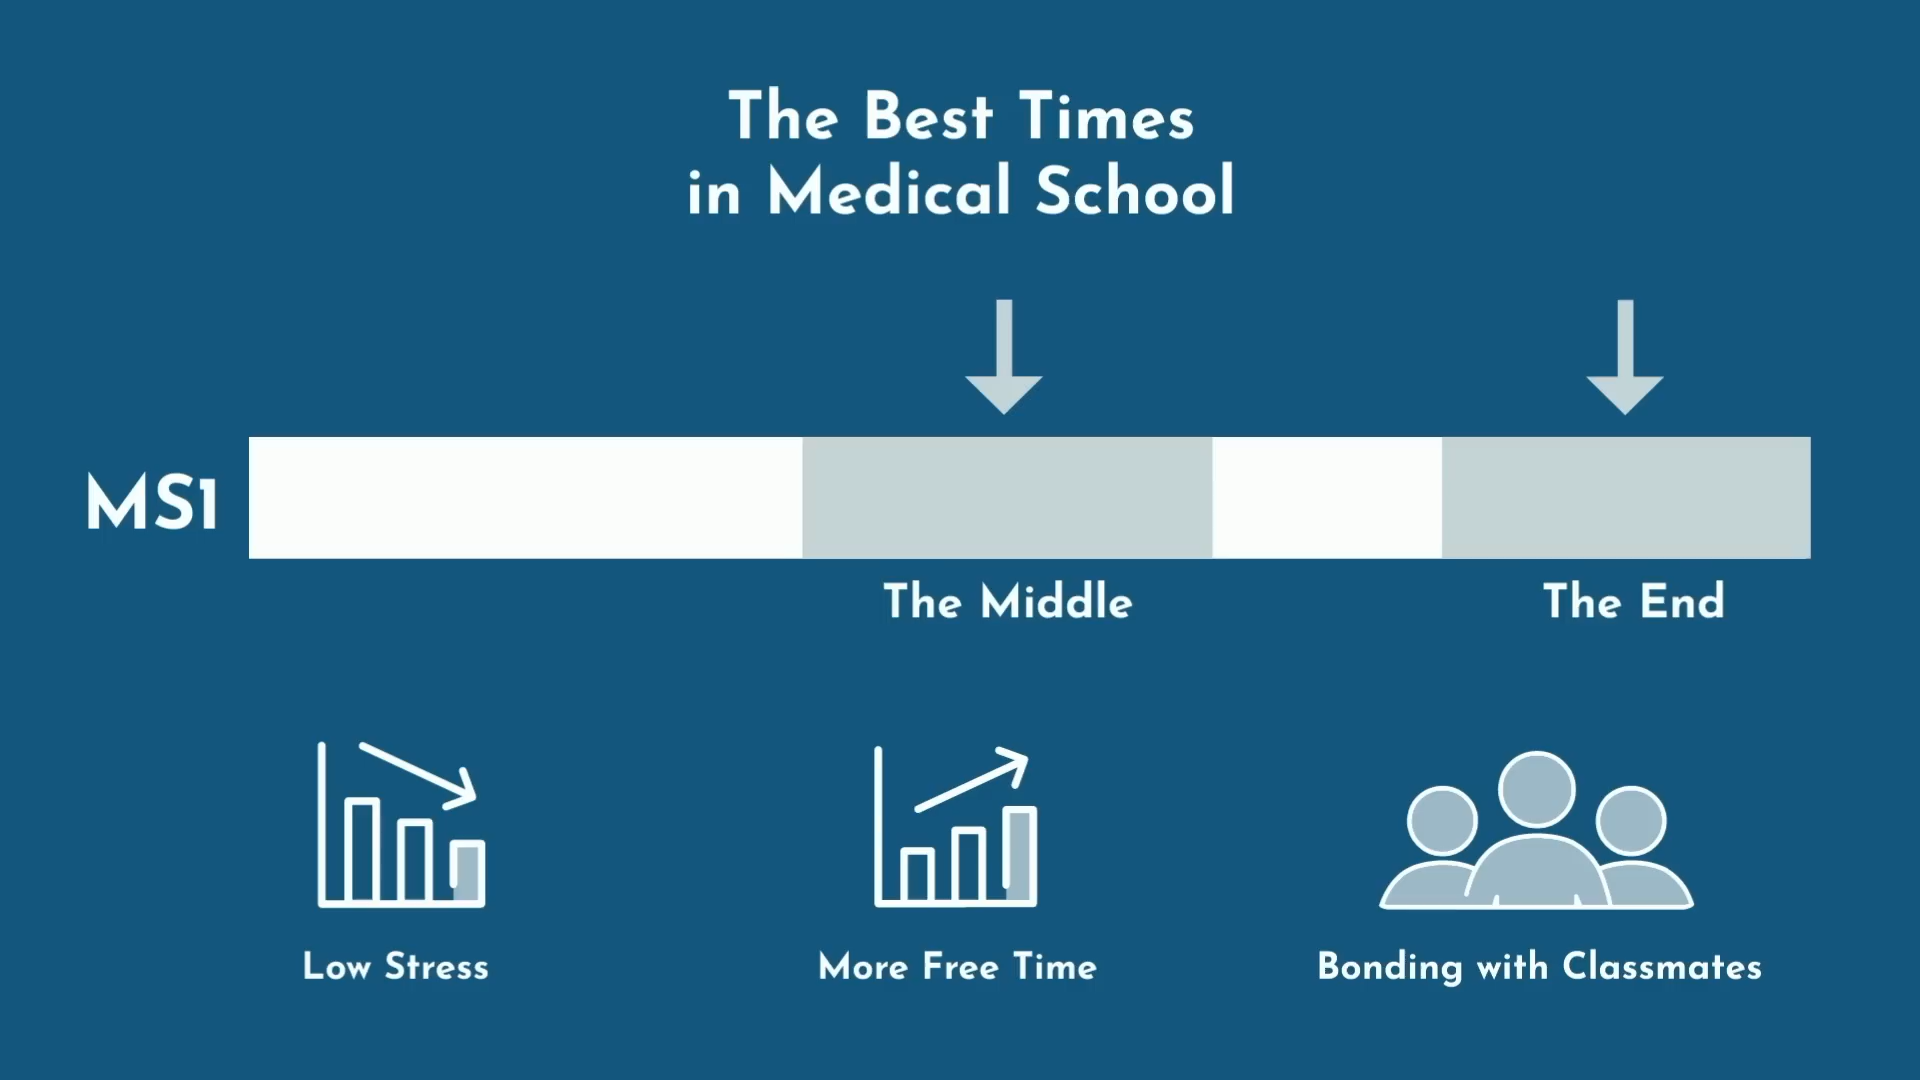 The Best Times
in Medical School
MS1
The Middle
The End
Low Stress
More Free Time
Bonding with Classmates